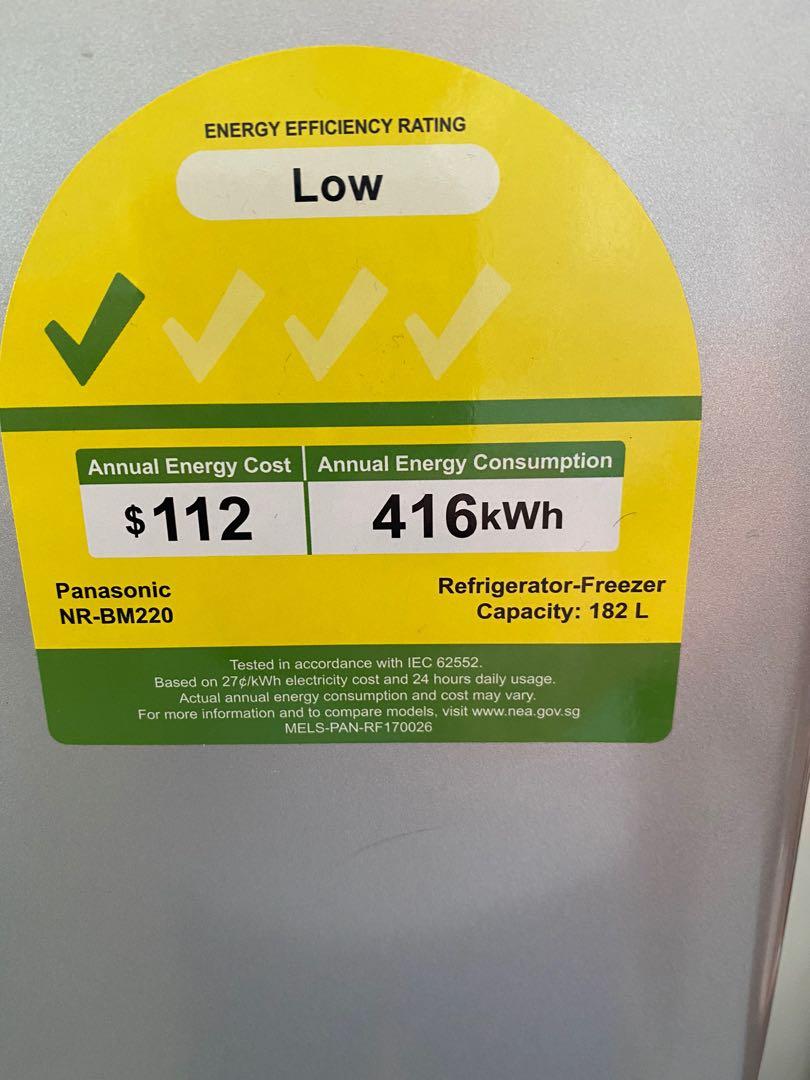 ENERGY EFFICIENCY RATING
Low
Annual Energy Cost
$112
Annual Energy Consumption
416kWh
Panasonic
NR-BM220
Refrigerator-Freezer
Capacity: 182 L
Tested in accordance with IEC 62552.
Based on 27¢/kWh electricity cost and 24 hours daily usage.
Actual annual energy consumption and cost may vary.
For more information and to compare models, visit www.nea.gov.sg
MELS-PAN-RF170026